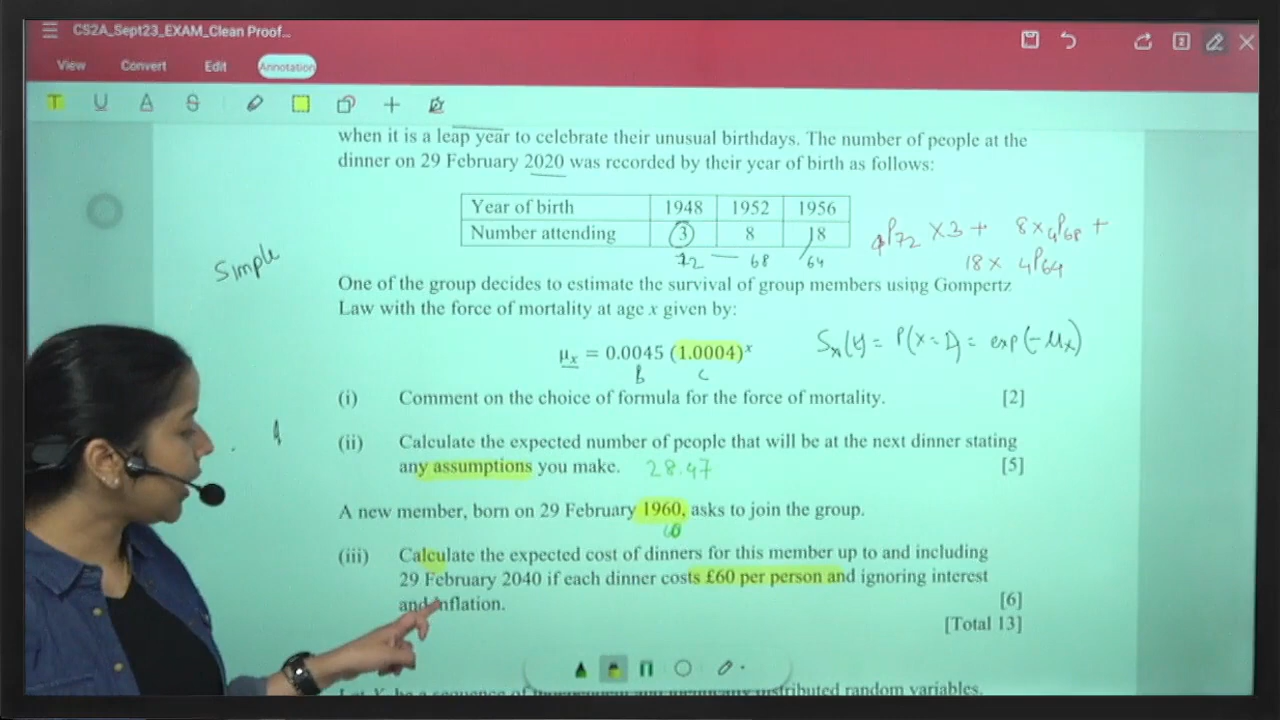 CS2A_Sept23_EXAM_Clean Proof...
View Convert Edit Annotation
when it is a leap year to celebrate their unusual birthdays. The number of people at the
dinner on 29 February 2020 was recorded by their year of birth as follows:
Year of birth 1948 1952 1956
Number attending 3 8 18
72 68 64
4P72 × 3 + 8 × 4P68 +
18 × 4P64
Simple
One of the group decides to estimate the survival of group members using Gompertz
Law with the force of mortality at age x given by:
μx = 0.0045 (1.0004)^x
B C
(i) Comment on the choice of formula for the force of mortality. [2]
(ii) Calculate the expected number of people that will be at the next dinner stating
any assumptions you make. 28.47 [5]
A new member, born on 29 February 1960, asks to join the group.
60
(iii) Calculate the expected cost of dinners for this member up to and including
29 February 2040 if each dinner costs £60 per person and ignoring interest
and inflation. [6]
[Total 13]